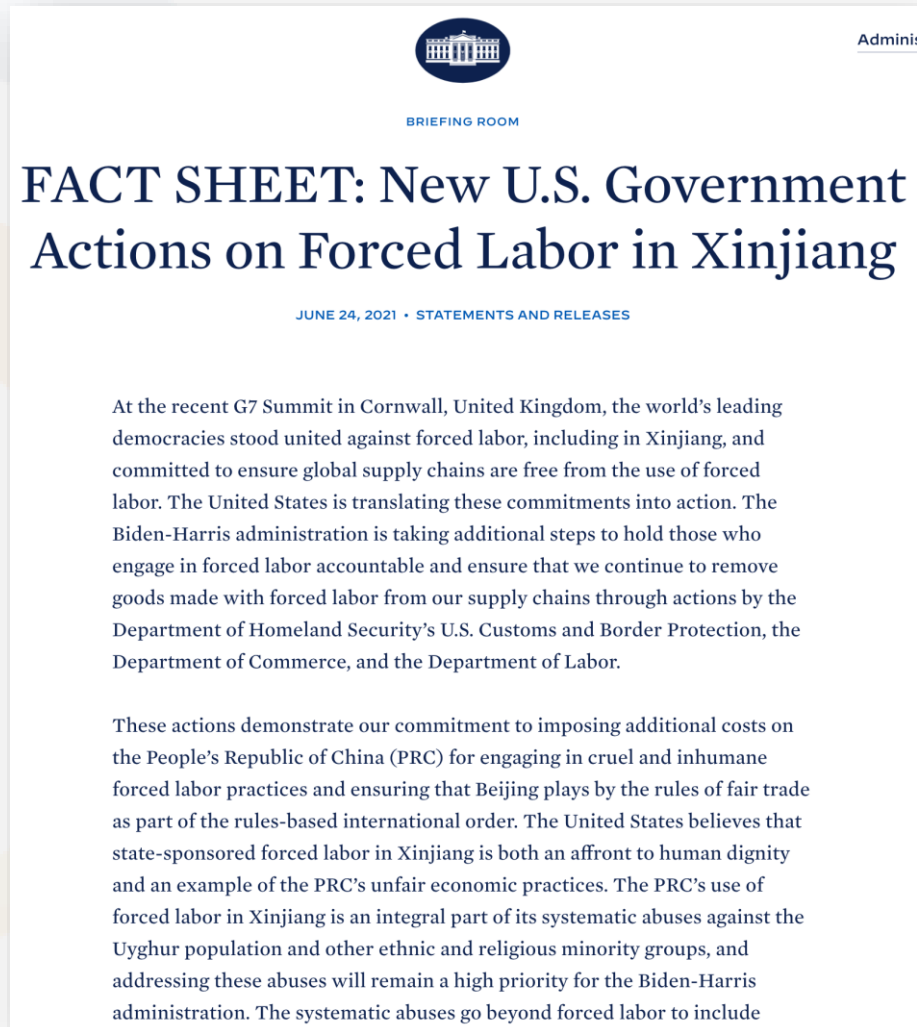 Adminis
BRIEFING ROOM
FACT SHEET: New U.S. Government
Actions on Forced Labor in Xinjiang
JUNE 24, 2021 • STATEMENTS AND RELEASES
At the recent G7 Summit in Cornwall, United Kingdom, the world’s leading
democracies stood united against forced labor, including in Xinjiang, and
committed to ensure global supply chains are free from the use of forced
labor. The United States is translating these commitments into action. The
Biden-Harris administration is taking additional steps to hold those who
engage in forced labor accountable and ensure that we continue to remove
goods made with forced labor from our supply chains through actions by the
Department of Homeland Security’s U.S. Customs and Border Protection, the
Department of Commerce, and the Department of Labor.
These actions demonstrate our commitment to imposing additional costs on
the People’s Republic of China (PRC) for engaging in cruel and inhumane
forced labor practices and ensuring that Beijing plays by the rules of fair trade
as part of the rules-based international order. The United States believes that
state-sponsored forced labor in Xinjiang is both an affront to human dignity
and an example of the PRC’s unfair economic practices. The PRC’s use of
forced labor in Xinjiang is an integral part of its systematic abuses against the
Uyghur population and other ethnic and religious minority groups, and
addressing these abuses will remain a high priority for the Biden-Harris
administration. The systematic abuses go beyond forced labor to include